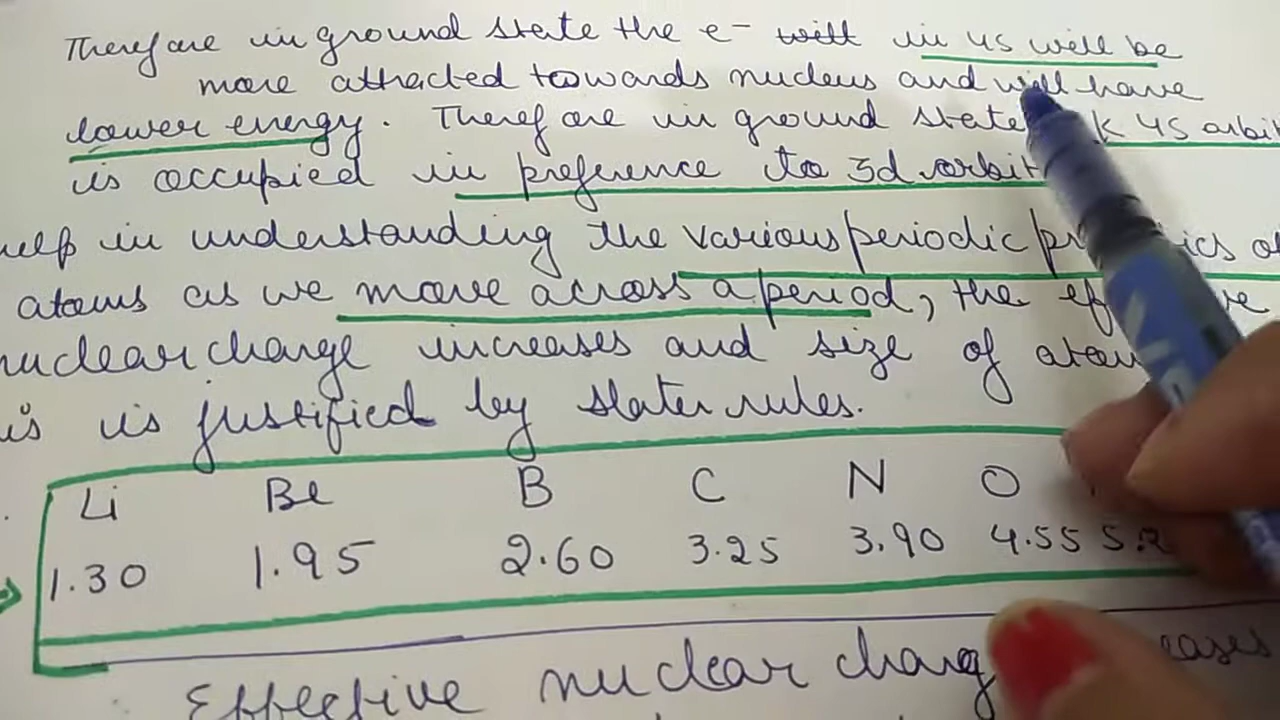 Therefore in ground state the e- will in 4s will be
more attracted towards nucleus and will have
lower energy. Therefore in ground state K 4s
is occupied in preference to 3d
help in understanding the various periodic
atoms as we move across a period, the
nuclear charge increases and size of
is justified by slater rules.
Li Be B C N O
1.30 1.95 2.60 3.25 3.90 4.55
Effective nuclear